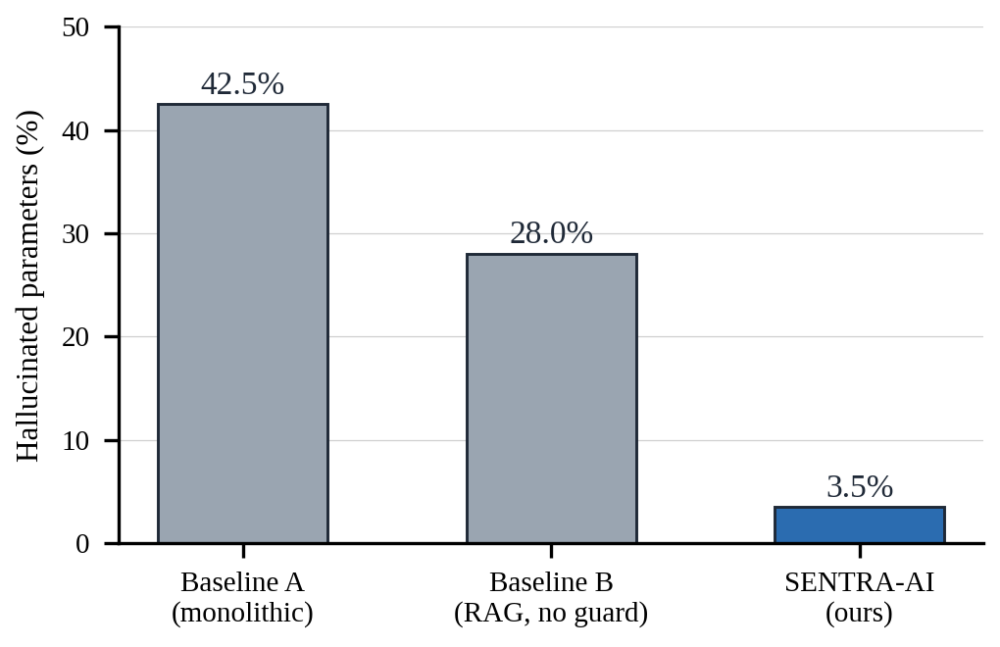 Hallucinated parameters (%)
50
40
30
20
10
0
42.5%
28.0%
3.5%
Baseline A
(monolithic)
Baseline B
(RAG, no guard)
SENTRA-AI
(ours)